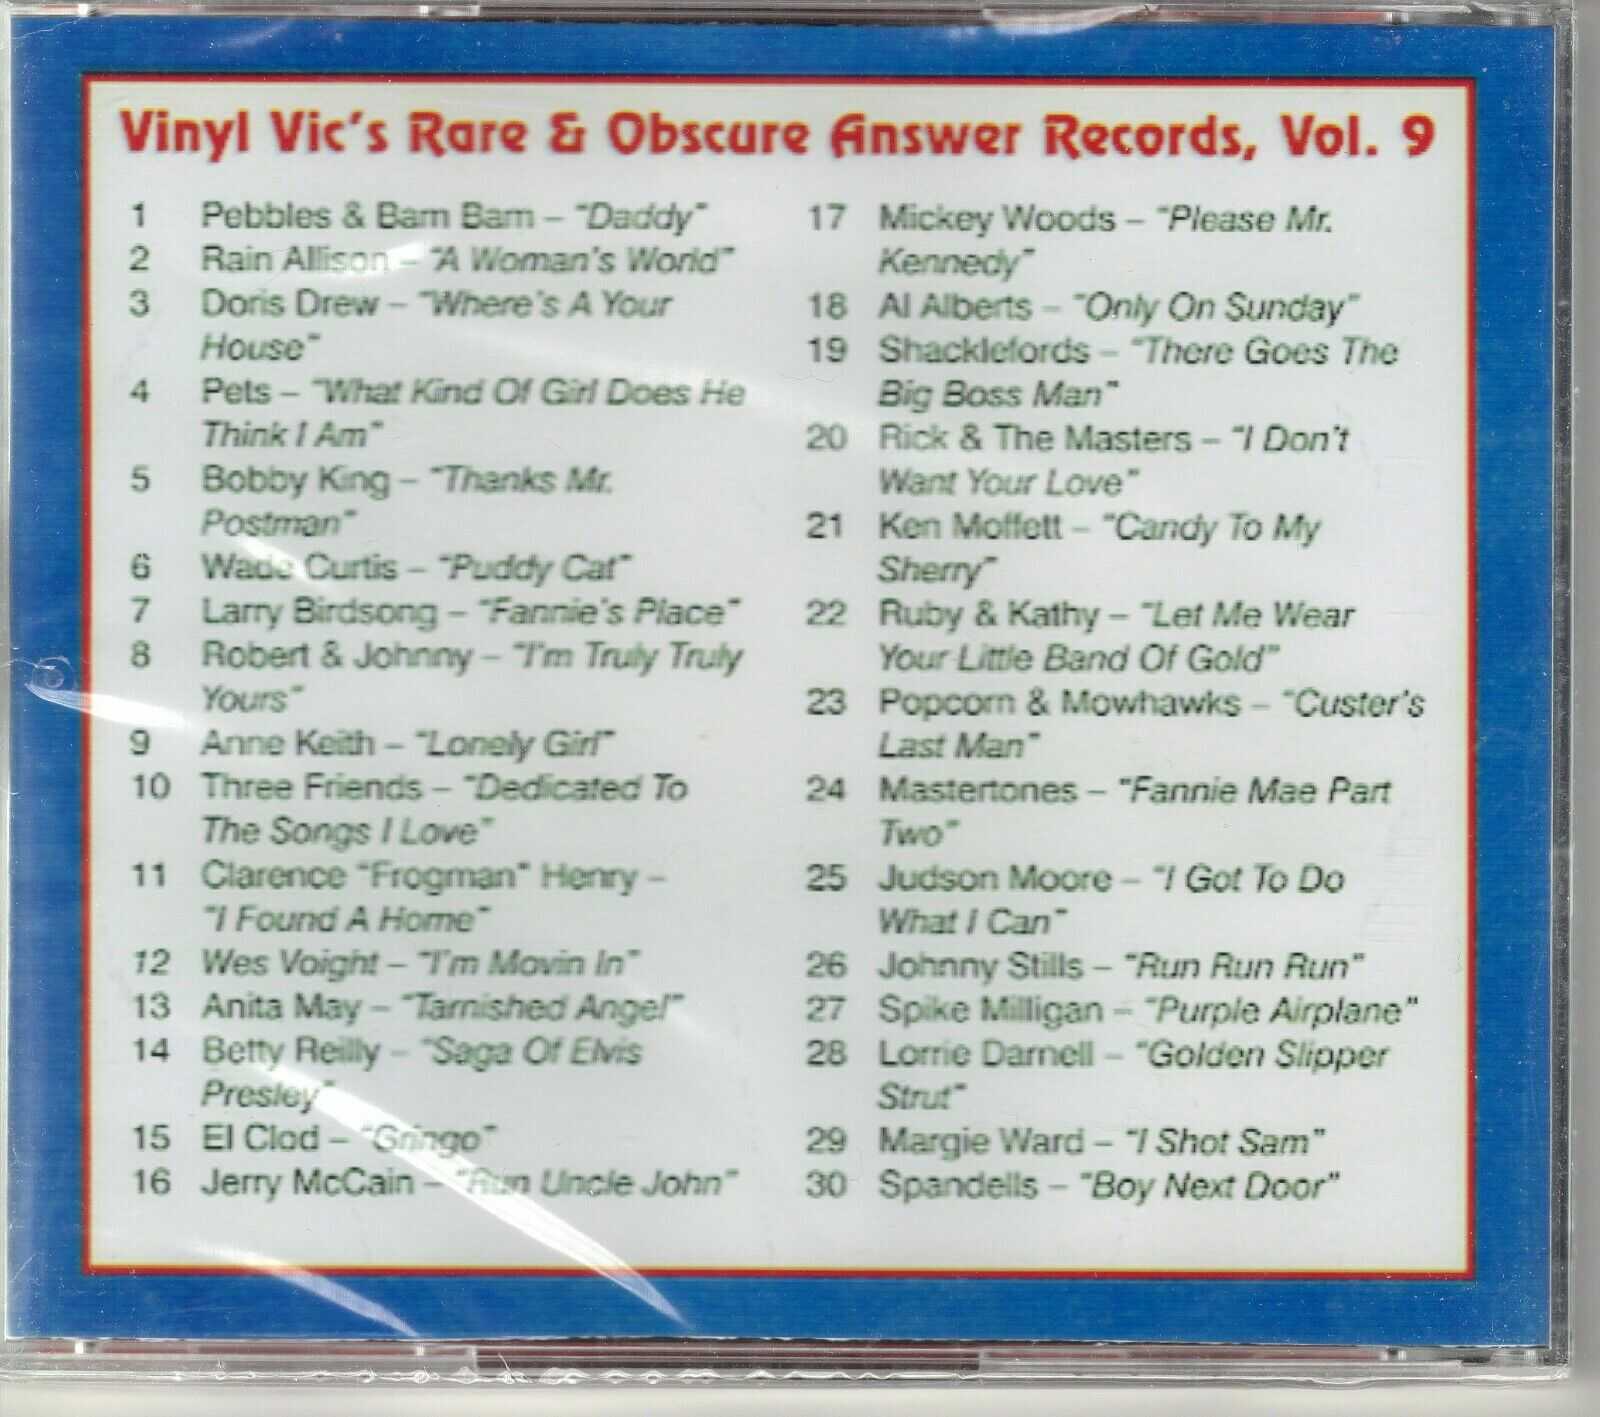 Vinyl Vic's Rare & Obscure Answer Records, Vol. 9
1 Pebbles & Bam Bam – "Daddy"
2 Rain Allison – "A Woman's World"
3 Doris Drew – "Where's A Your
House"
4 Pets – "What Kind Of Girl Does He
Think I Am"
5 Bobby King – "Thanks Mr.
Postman"
6 Wade Curtis – "Puddy Cat"
7 Larry Birdsong – "Fannie's Place"
8 Robert & Johnny – "I'm Truly Truly
Yours"
9 Anne Keith – "Lonely Girl"
10 Three Friends – "Dedicated To
The Songs I Love"
11 Clarence "Frogman" Henry –
"I Found A Home"
12 Wes Voight – "I'm Movin In"
13 Anita May – "Tarnished Angel"
14 Betty Reilly – "Saga Of Elvis
Presley"
15 El Clod – "Gringo"
16 Jerry McCain – "Run Uncle John"
17 Mickey Woods – "Please Mr.
Kennedy"
18 Al Alberts – "Only On Sunday"
19 Shacklefords – "There Goes The
Big Boss Man"
20 Rick & The Masters – "I Don't
Want Your Love"
21 Ken Moffett – "Candy To My
Sherry"
22 Ruby & Kathy – "Let Me Wear
Your Little Band Of Gold"
23 Popcorn & Mowhawks – "Custer's
Last Man"
24 Mastertones – "Fannie Mae Part
Two"
25 Judson Moore – "I Got To Do
What I Can"
26 Johnny Stills – "Run Run Run"
27 Spike Milligan – "Purple Airplane"
28 Lorrie Darnell – "Golden Slipper
Strut"
29 Margie Ward – "I Shot Sam"
30 Spandells – "Boy Next Door"